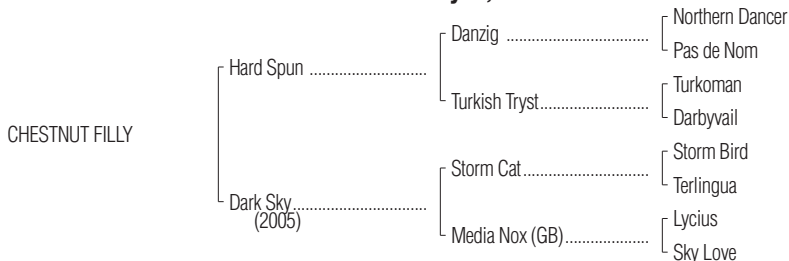 Northern Dancer
Danzig ....................................
Pas de Nom
Hard Spun ............................
Turkoman
Turkish Tryst...........................
Darbyvail
CHESTNUT FILLY
Storm Bird
Storm Cat...............................
Terlingua
Dark Sky................................
(2005)
Lycius
Media Nox (GB).....................
Sky Love